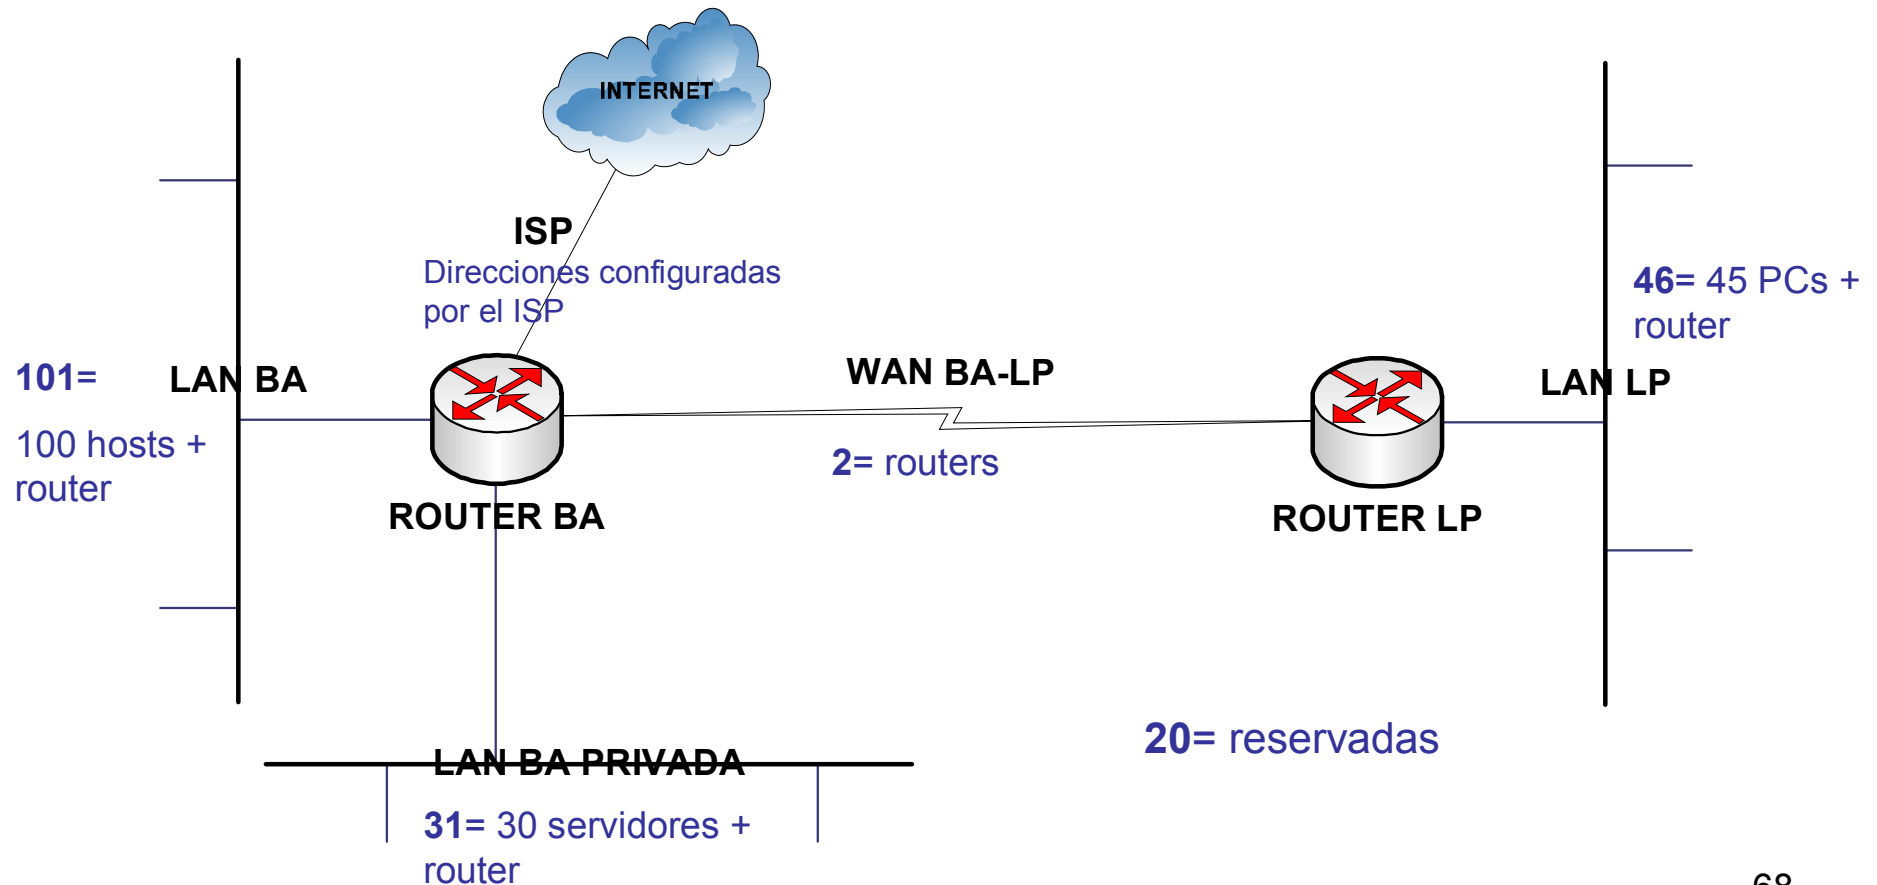 INTERNET
ISP
Direcciones configuradas
por el ISP
101=
100 hosts +
router
LAN BA
ROUTER BA
WAN BA-LP
2= routers
ROUTER LP
LAN LP
46= 45 PCs +
router
20= reservadas
LAN BA PRIVADA
31= 30 servidores +
router
68